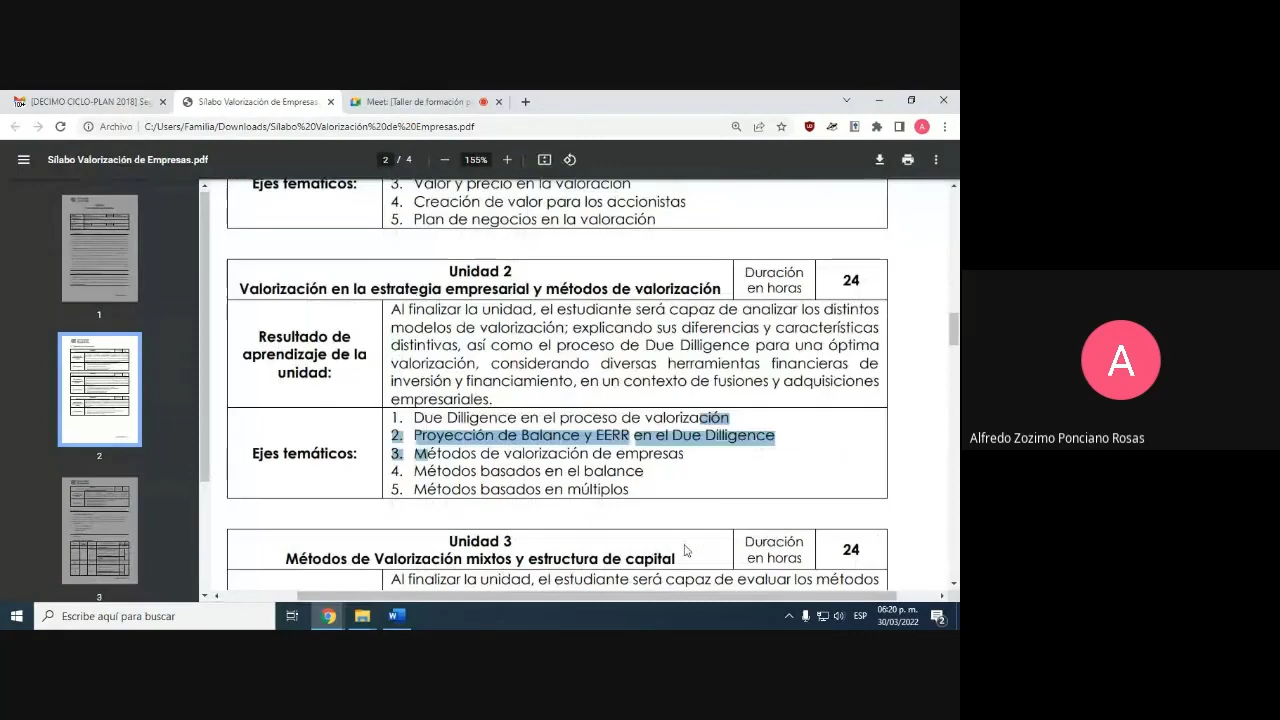 [DECIMO CICLO-PLAN 2018] Se
Sílabo Valorización de Empresas
Meet: [Taller de formación p
Archivo
C:/Users/Familia/Downloads/Sílabo%20Valorización%20de%20Empresas.pdf
A
Sílabo Valorización de Empresas.pdf
2 / 4
155%
1
2
3
Ejes temáticos:
3. Valor y precio en la valoración
4. Creación de valor para los accionistas
5. Plan de negocios en la valoración
Unidad 2
Valorización en la estrategia empresarial y métodos de valorización
Duración
en horas
24
Resultado de
aprendizaje de la
unidad:
Al finalizar la unidad, el estudiante será capaz de analizar los distintos
modelos de valorización; explicando sus diferencias y características
distintivas, así como el proceso de Due Dilligence para una óptima
valorización, considerando diversas herramientas financieras de
inversión y financiamiento, en un contexto de fusiones y adquisiciones
empresariales.
Ejes temáticos:
1. Due Dilligence en el proceso de valorización
2. Proyección de Balance y EERR en el Due Dilligence
3. Métodos de valorización de empresas
4. Métodos basados en el balance
5. Métodos basados en múltiplos
Unidad 3
Métodos de Valorización mixtos y estructura de capital
Duración
en horas
24
Al finalizar la unidad, el estudiante será capaz de evaluar los métodos
Escribe aquí para buscar
ESP
06:20 p. m.
30/03/2022
2
A
Alfredo Zozimo Ponciano Rosas